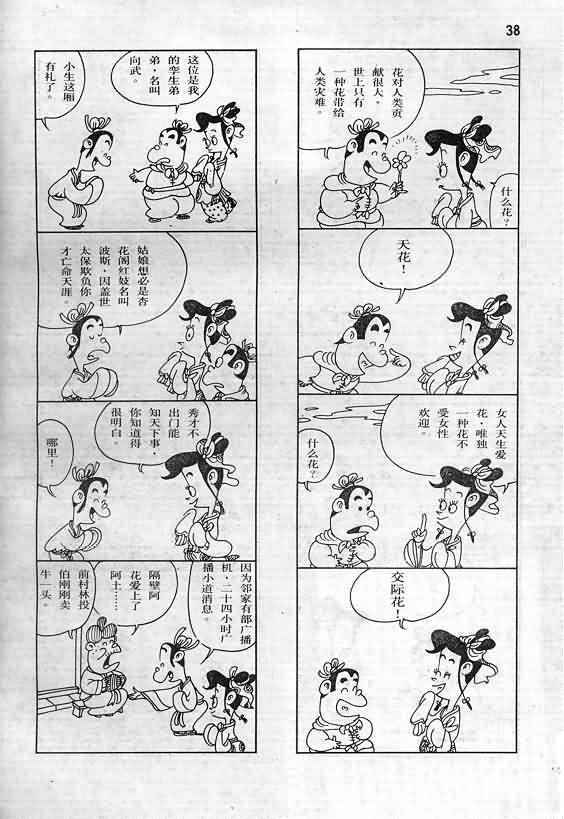 38
花对人类贡
献很大，
世上只有
一种花带给
人类灾难。
什么花？
天花！
女人天生爱
花，唯独
一种花不
受女性
欢迎。
什么花？
交际花！
这位是我
的孪生弟
弟，名叫
向武。
小生这厢
有礼了。
姑娘想必是杏
花阁红妓名叫
波斯，因盖世
太保欺负你
才亡命天涯。
秀才不
出门能
知天下事，
你知道得
很明白。
哪里！
因为邻家有部广播
机，二十四小时广
播小道消息。
隔壁阿
花爱上了
阿土……
前村林投
伯刚刚卖
牛一头。